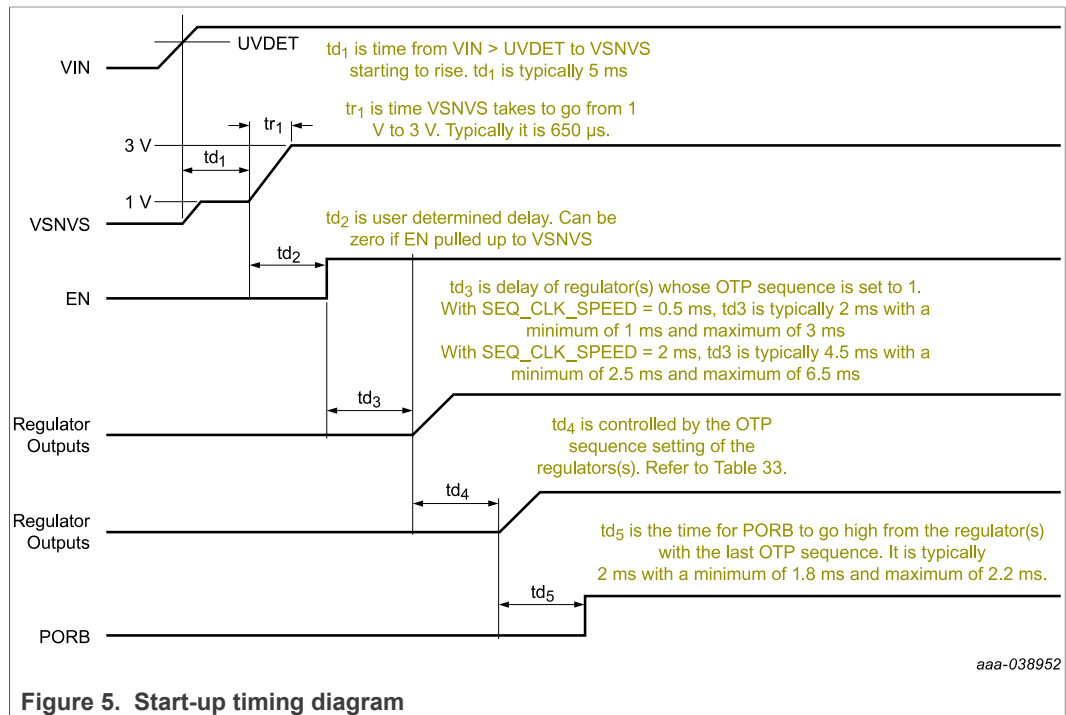 UVDET
VIN
td1 is time from VIN > UVDET to VSNVS
starting to rise. td1 is typically 5 ms
tr1 is time VSNVS takes to go from 1
V to 3 V. Typically it is 650 µs.
tr1
3 V
td1
1 V
VSNVS
td2 is user determined delay. Can be
zero if EN pulled up to VSNVS
td2
EN
td3 is delay of regulator(s) whose OTP sequence is set to 1.
With SEQ_CLK_SPEED = 0.5 ms, td3 is typically 2 ms with a
minimum of 1 ms and maximum of 3 ms
With SEQ_CLK_SPEED = 2 ms, td3 is typically 4.5 ms with a
minimum of 2.5 ms and maximum of 6.5 ms
td3
Regulator
Outputs
td4 is controlled by the OTP
sequence setting of the
regulators(s). Refer to Table 33.
td4
Regulator
Outputs
td5 is the time for PORB to go high from the regulator(s)
with the last OTP sequence. It is typically
2 ms with a minimum of 1.8 ms and maximum of 2.2 ms.
td5
PORB
aaa-038952
Figure 5. Start-up timing diagram